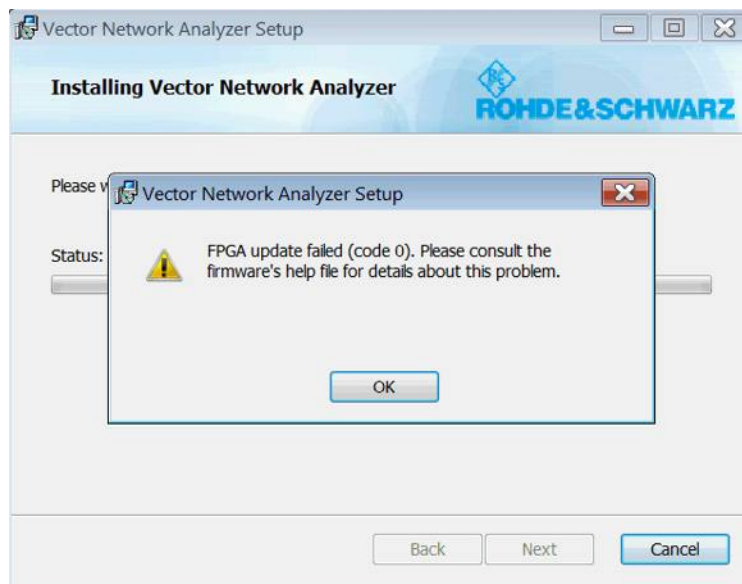 Vector Network Analyzer Setup
Installing Vector Network Analyzer
ROHDE&SCHWARZ
Please
Vector Network Analyzer Setup
Status:
FPGA update failed (code 0). Please consult the
firmware's help file for details about this problem.
OK
Back
Next
Cancel